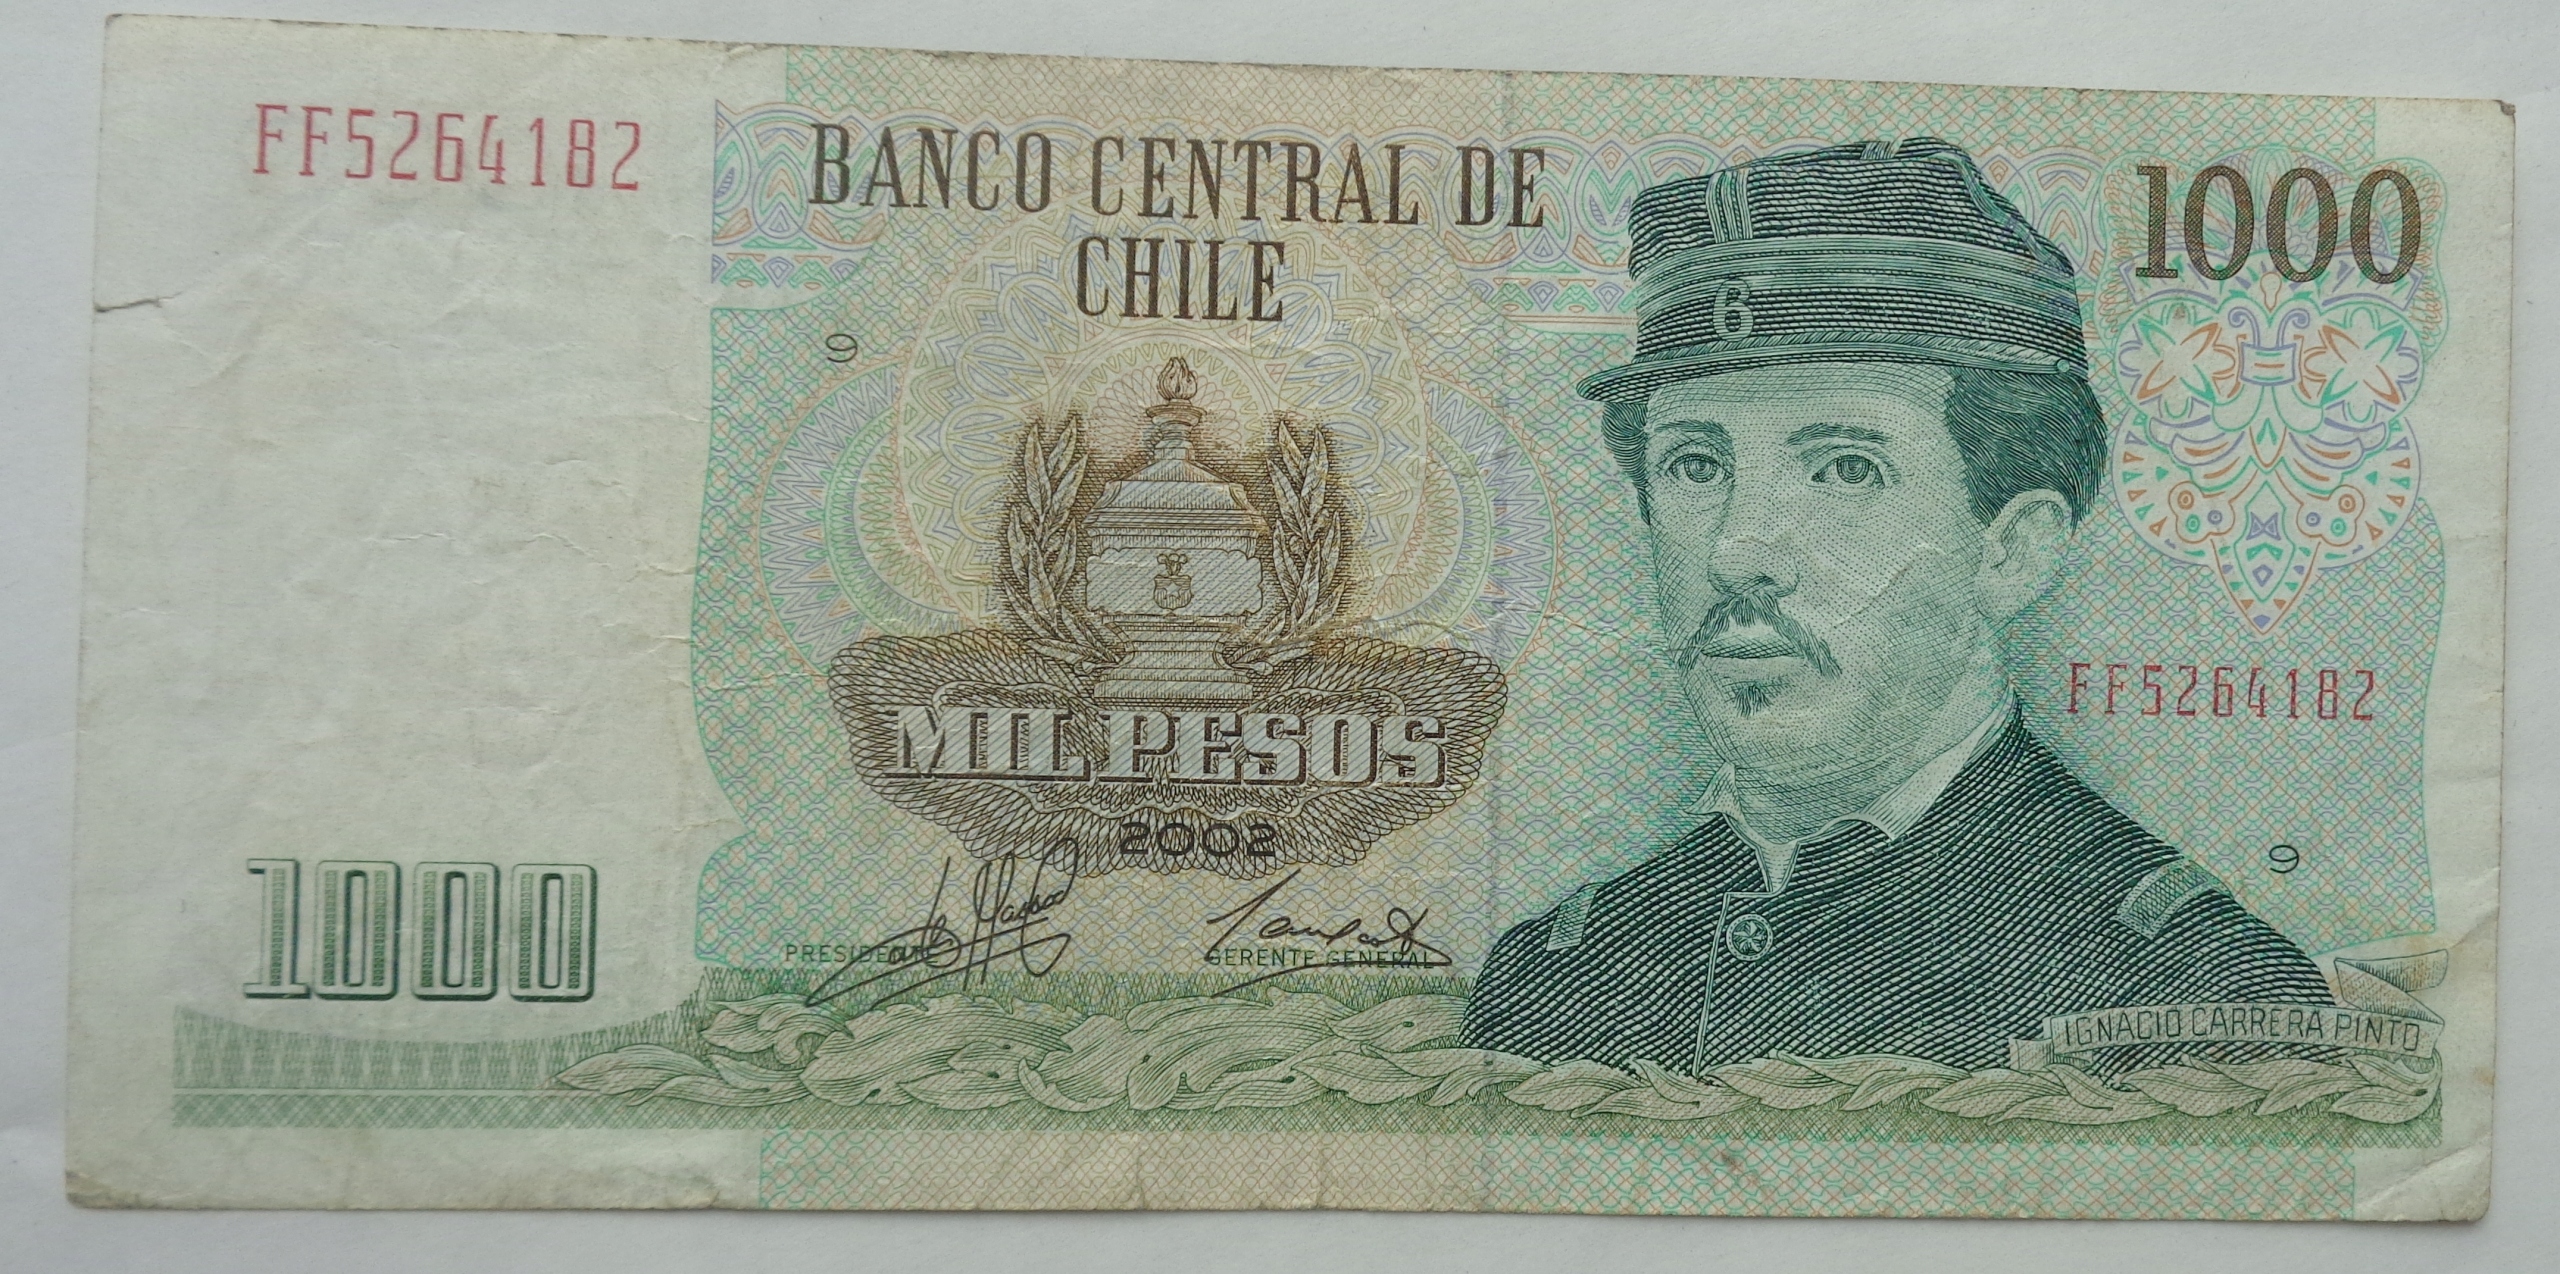 FF5264182
BANCO CENTRAL DE
CHILE
1000
6
9
MIL PESOS
2002
FF5264182
9
1000
PRESIDENTE
GERENTE GENERAL
IGNACIO CARRERA PINTO